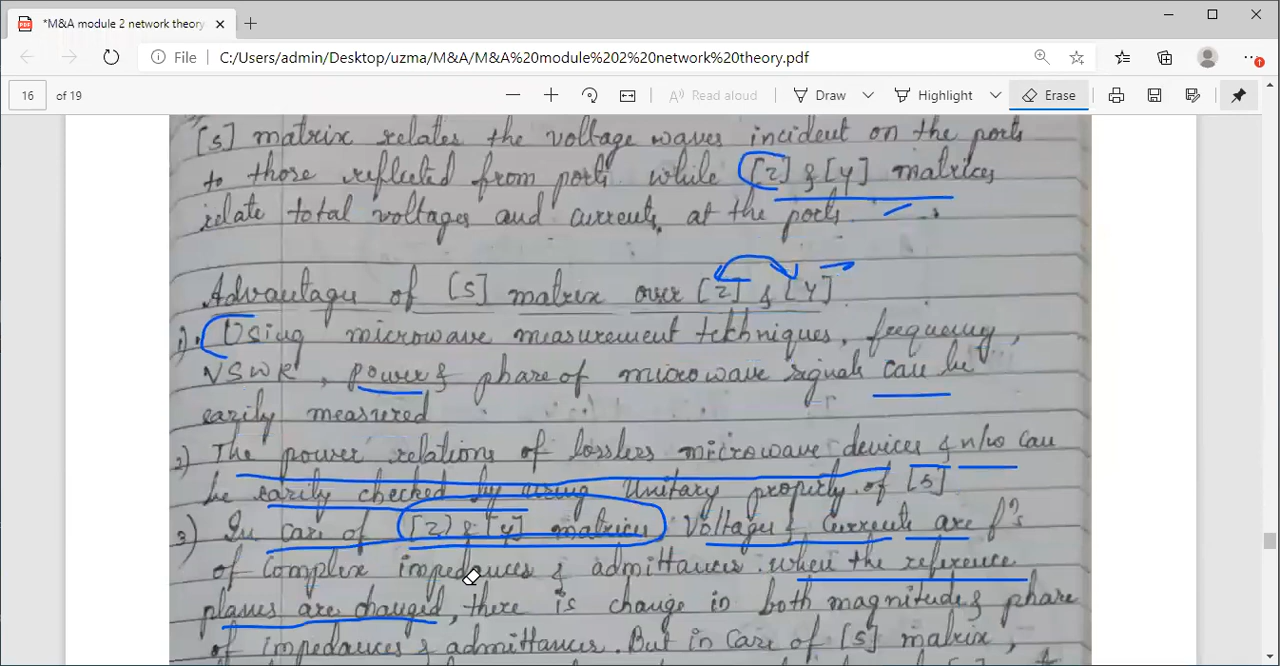 *M&A module 2 network theory
File C:/Users/admin/Desktop/uzma/M&A/M&A%20module%202%20network%20theory.pdf
16 of 19 Read aloud Draw Highlight Erase
[S] matrix relates the voltage waves incident on the ports
to those reflected from ports while [Z] & [Y] matrices
relate total voltages and currents, at the ports.
Advantages of [S] matrix over [Z] & [Y]
1). Using microwave measurement techniques, frequency,
VSWR, power & phase of microwave signals can be
easily measured
2) The power relations of lossless microwave devices & n/ws can
be easily checked by using Unitary property of [S]
3) In case of [Z] & [Y] matrices Voltages & Currents are fⁿs
of Complex impedances & admittances. when the reference
planes are changed, there is change in both magnitude & phase
of impedances & admittances. But in Case of [S] matrix,